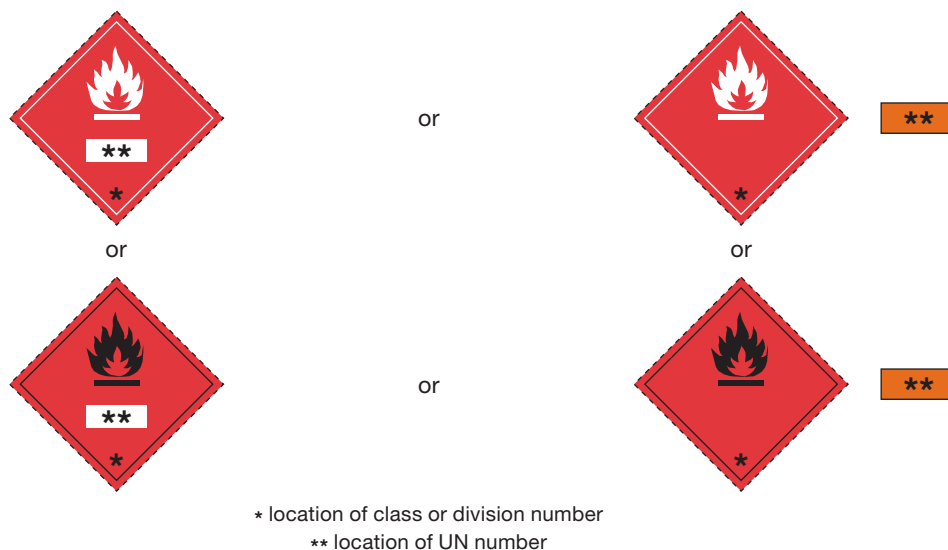 **
*
or
*
**
or
or
**
*
or
*
**
* location of class or division number
** location of UN number